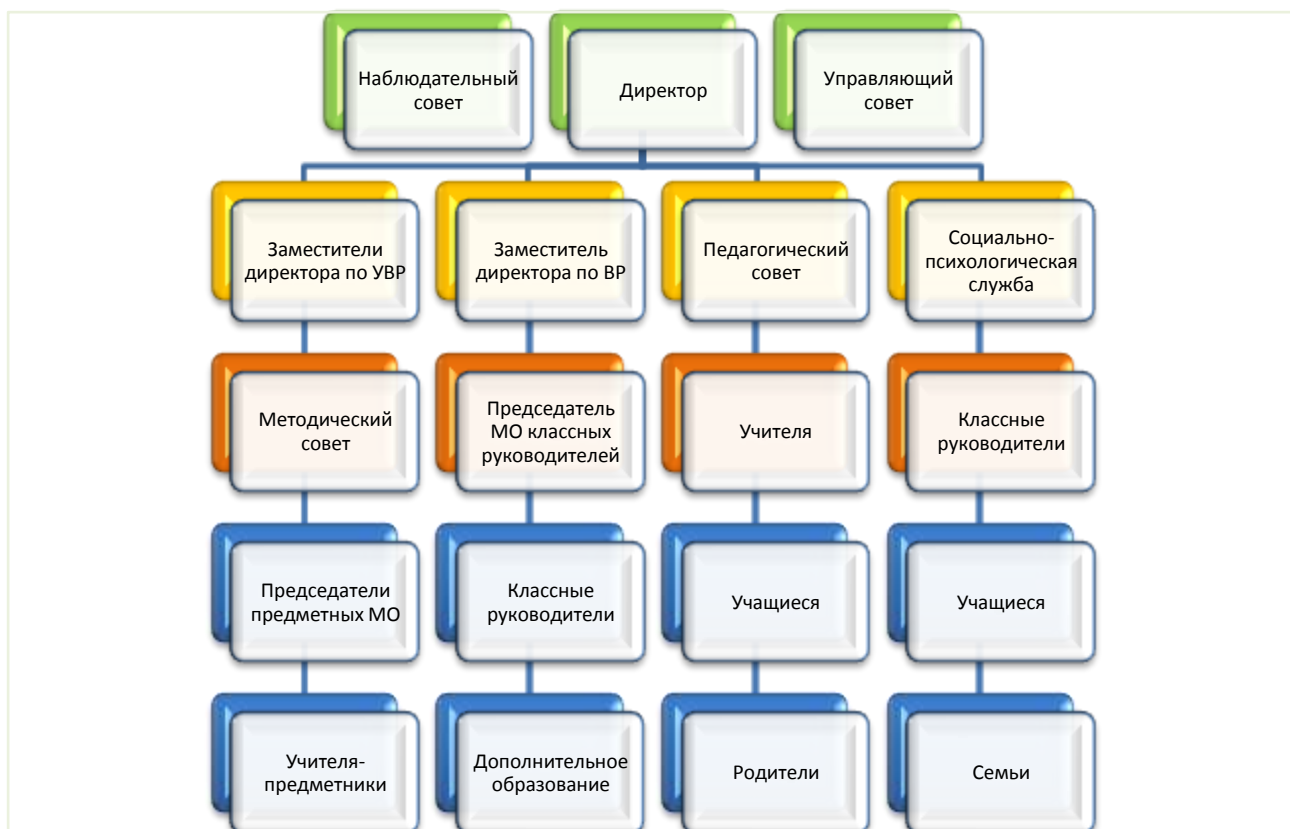 Наблюдательный
совет
Директор
Управляющий
совет
Заместители
директора по УВР
Заместитель
директора по ВР
Педагогический
совет
Социально-
психологическая
служба
Методический
совет
Председатель
МО классных
руководителей
Учителя
Классные
руководители
Председатели
предметных МО
Классные
руководители
Учащиеся
Учащиеся
Учителя-
предметники
Дополнительное
образование
Родители
Семьи